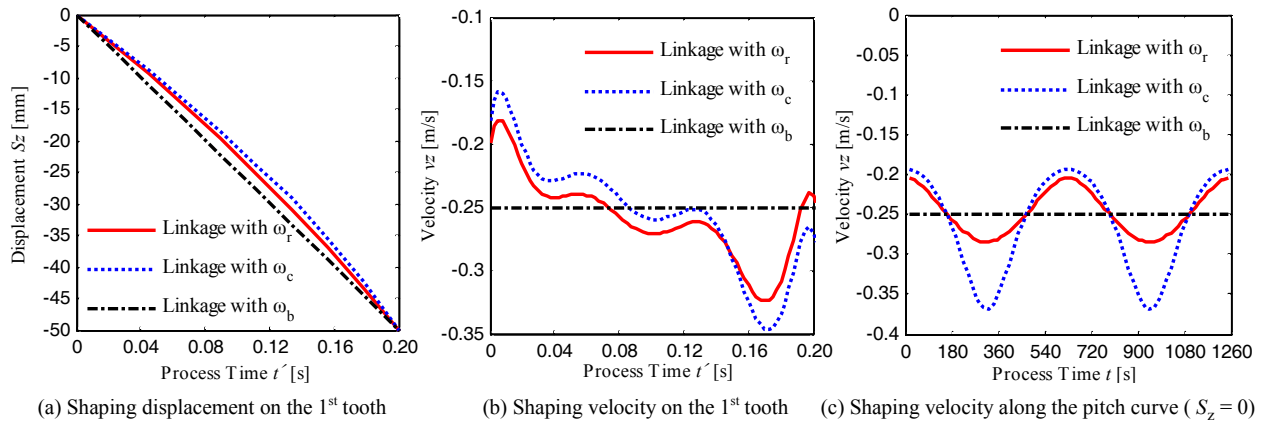 0
-5
-10
-15
-20
-25
-30
-35
-40
-45
-50
Displacement Sz [mm]
Linkage with ωr
Linkage with ωc
Linkage with ωb
0 0.04 0.08 0.12 0.16 0.20
Process Time t´ [s]
(a) Shaping displacement on the 1st tooth
-0.1
-0.15
-0.2
-0.25
-0.3
-0.35
Velocity vz [m/s]
Linkage with ωr
Linkage with ωc
Linkage with ωb
0 0.04 0.08 0.12 0.16 0.20
Process Time t´ [s]
(b) Shaping velocity on the 1st tooth
0
-0.05
-0.1
-0.15
-0.2
-0.25
-0.3
-0.35
-0.4
Velocity vz [m/s]
Linkage with ωr
Linkage with ωc
Linkage with ωb
0 180 360 540 720 900 1080 1260
Process Time t [s]
(c) Shaping velocity along the pitch curve ( Sz = 0)